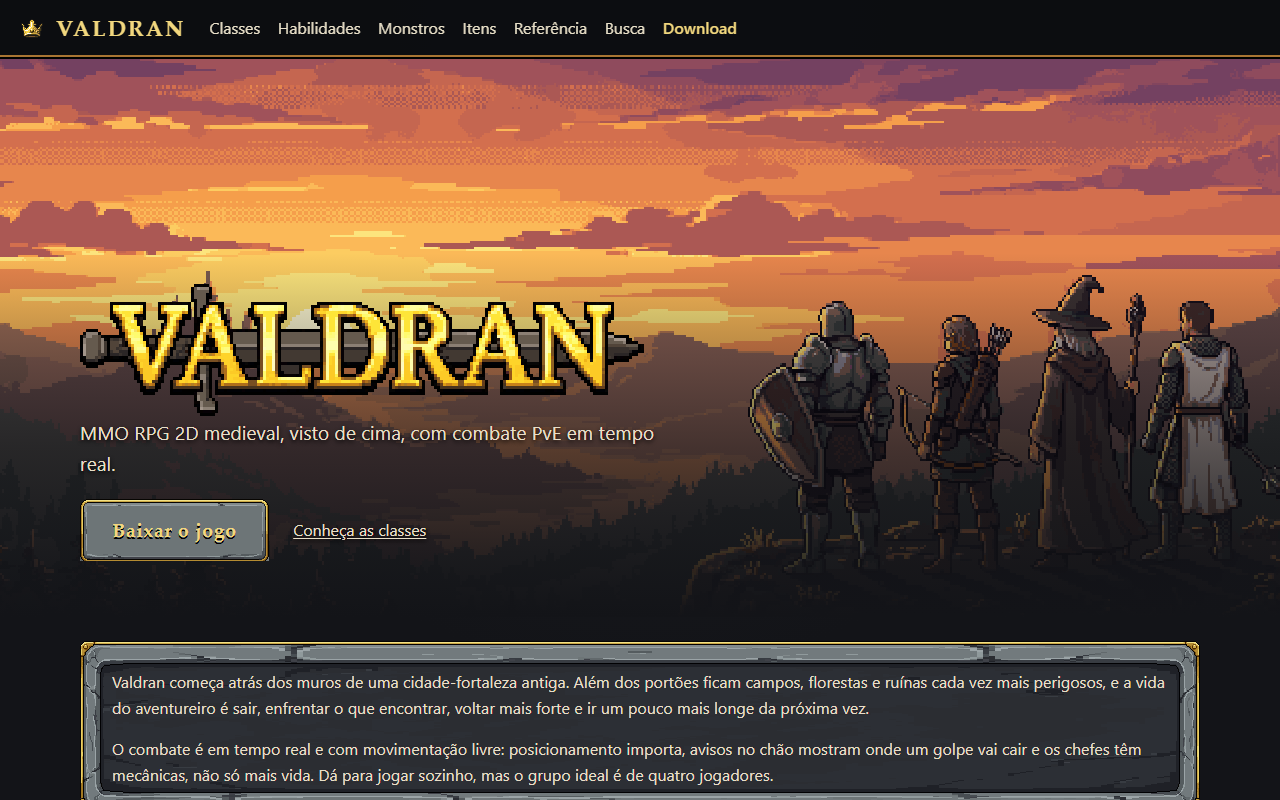 VALDRAN Classes Habilidades Monstros Itens Referência Busca Download
VALDRAN
MMO RPG 2D medieval, visto de cima, com combate PvE em tempo
real.
Baixar o jogo Conheça as classes
Valdran começa atrás dos muros de uma cidade-fortaleza antiga. Além dos portões ficam campos, florestas e ruínas cada vez mais perigosos, e a vida
do aventureiro é sair, enfrentar o que encontrar, voltar mais forte e ir um pouco mais longe da próxima vez.
O combate é em tempo real e com movimentação livre: posicionamento importa, avisos no chão mostram onde um golpe vai cair e os chefes têm
mecânicas, não só mais vida. Dá para jogar sozinho, mas o grupo ideal é de quatro jogadores.